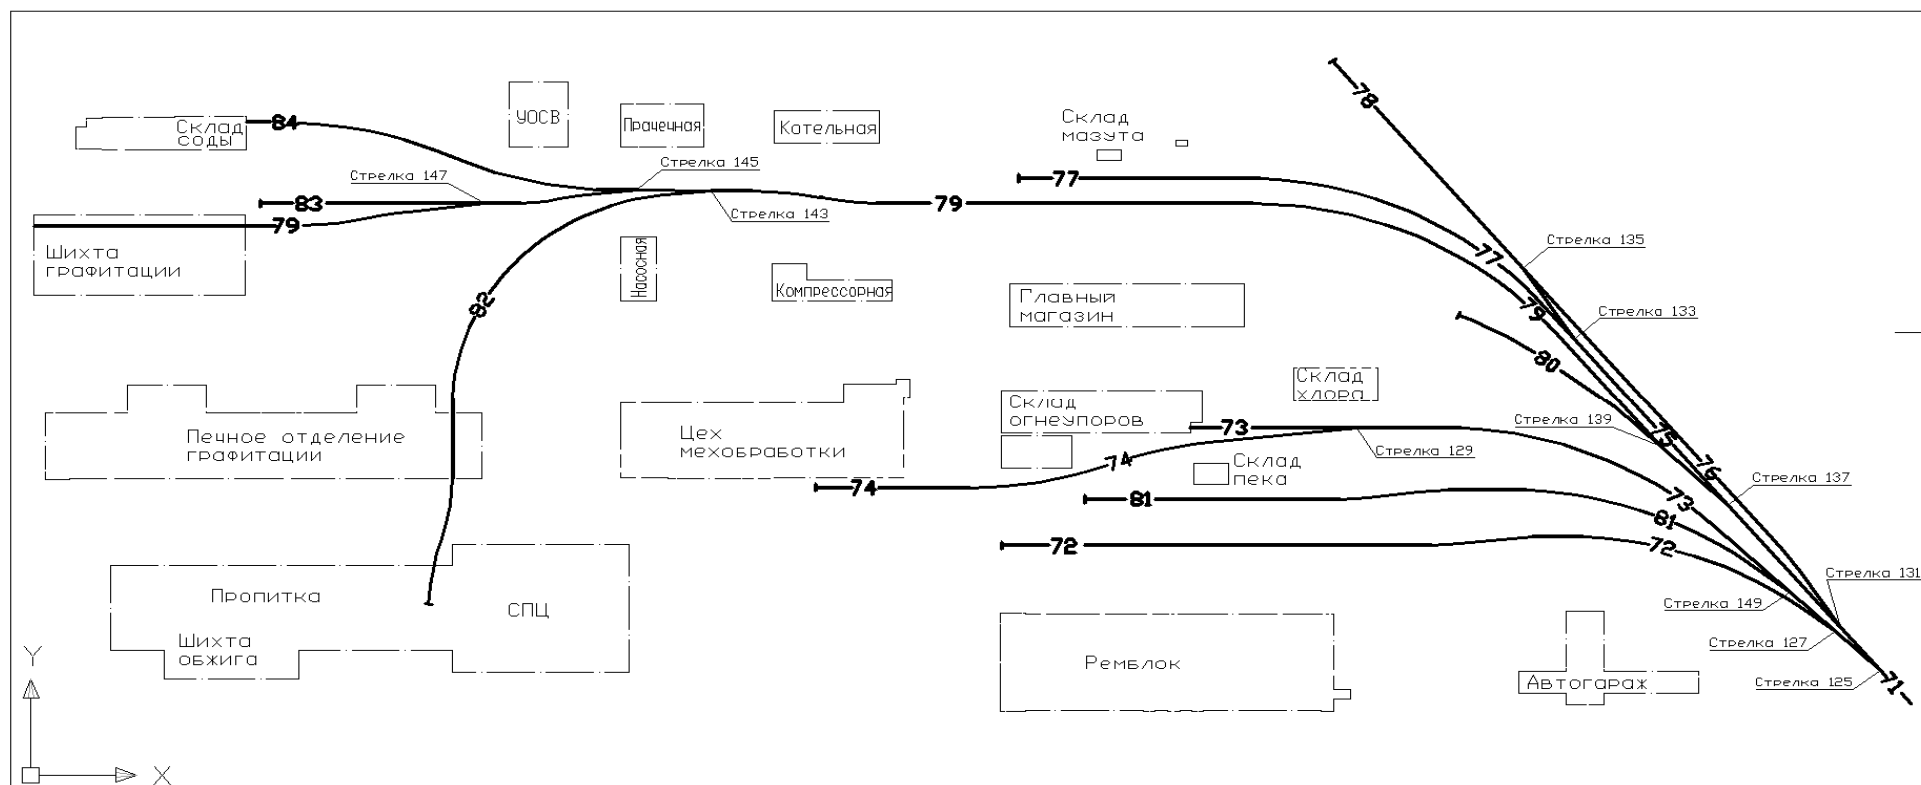 78
84
Склад
соды
УОСВ
Прачечная
Котельная
Склад
мазута
Стрелка 145
Стрелка 147
77
83
79
Стрелка 143
79
Шихта
графитации
Насосная
Компрессорная
82
Главный
магазин
77
79
Стрелка 135
Стрелка 133
80
Склад
хлора
Склад
огнеупоров
73
Стрелка 139
75
Печное отделение
графитации
Цех
мехобработки
74
Стрелка 129
Склад
пека
76
Стрелка 137
74
81
73
81
72
72
Стрелка 131
Пропитка
СПЦ
Стрелка 149
Шихта
обжига
Стрелка 127
Ремблок
Автогараж
Стрелка 125
71
Y
X